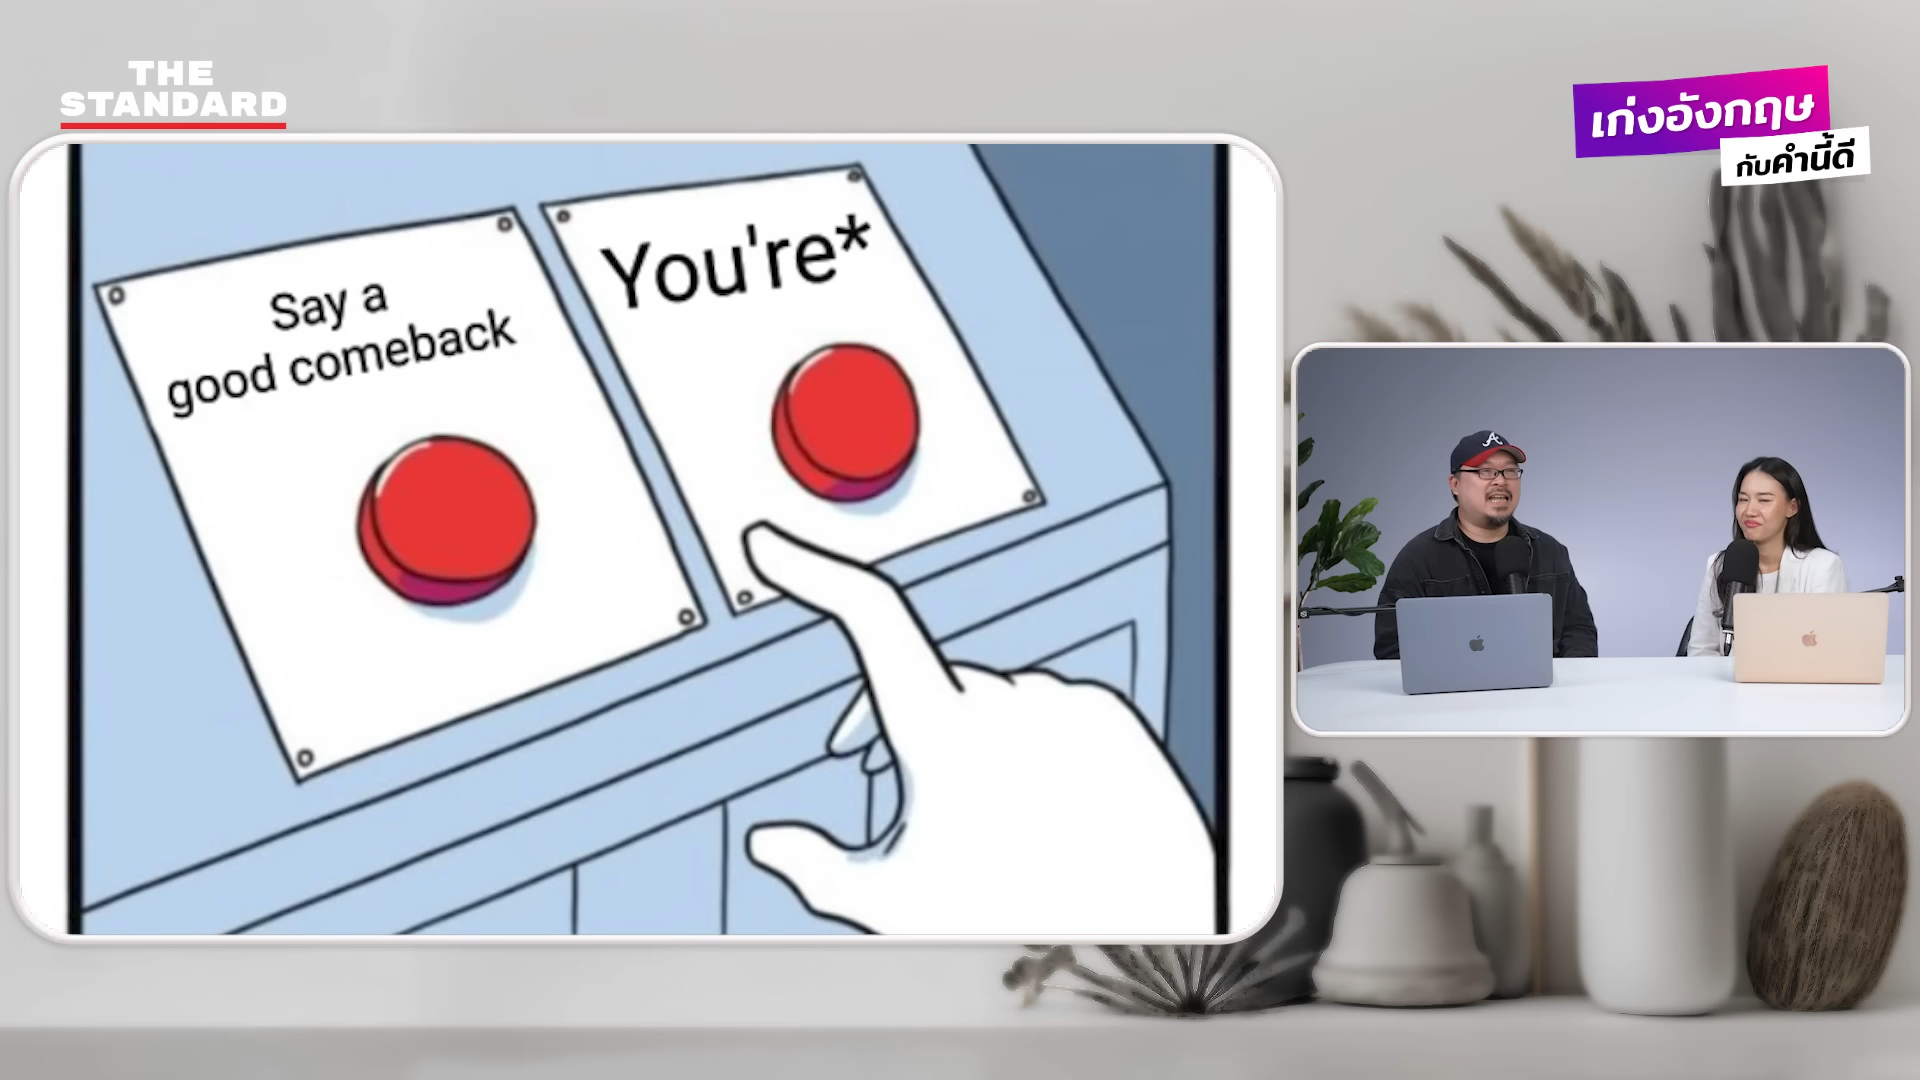 THE
STANDARD
เก่งอังกฤษ
กับคำนี้ดี
Say a
good comeback
You're*
A